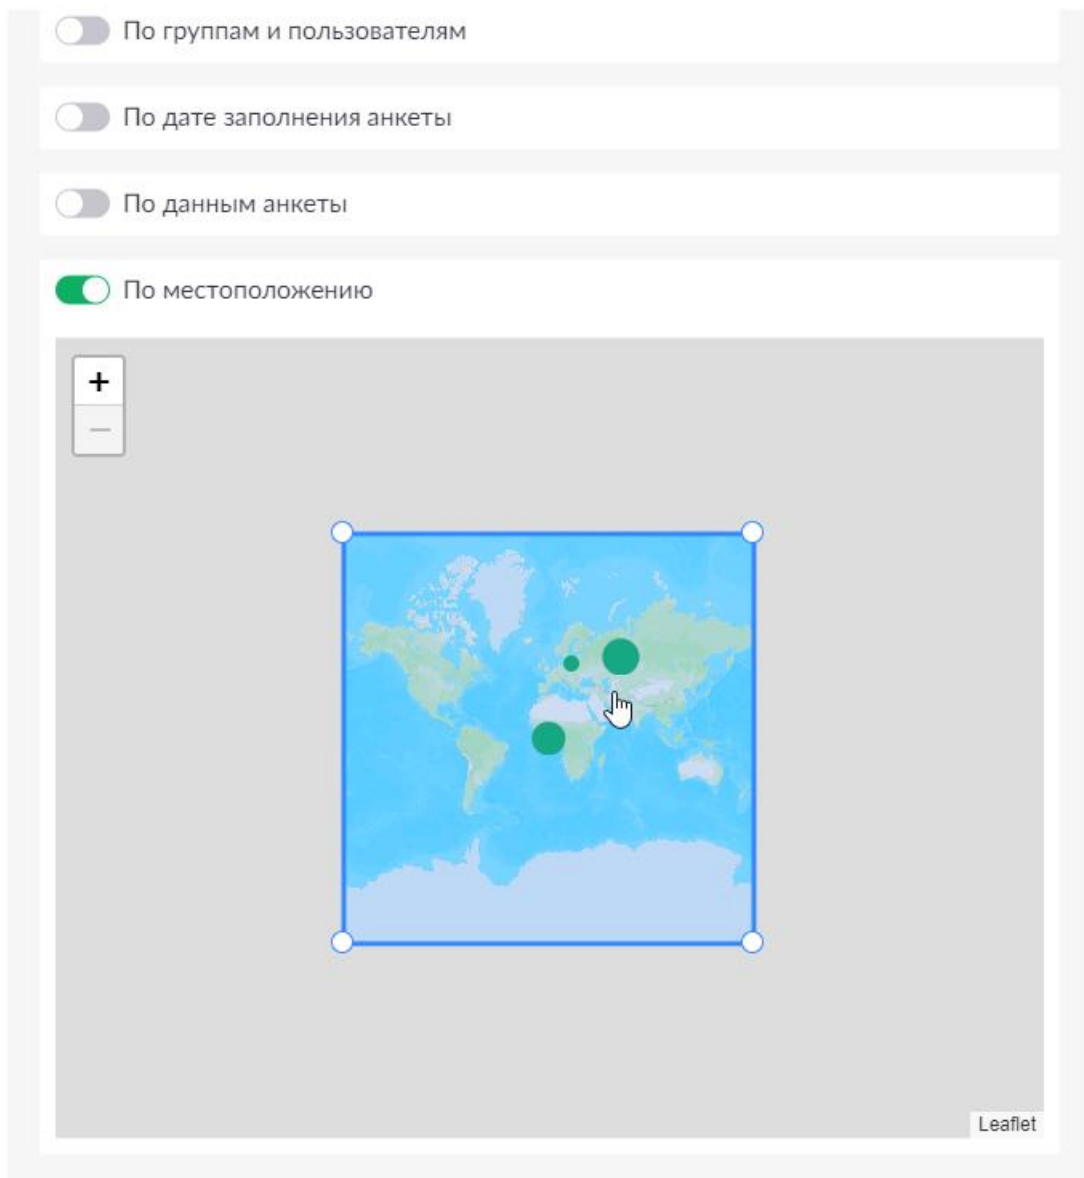 По группам и пользователям
По дате заполнения анкеты
По данным анкеты
По местоположению
+
−
Leaflet